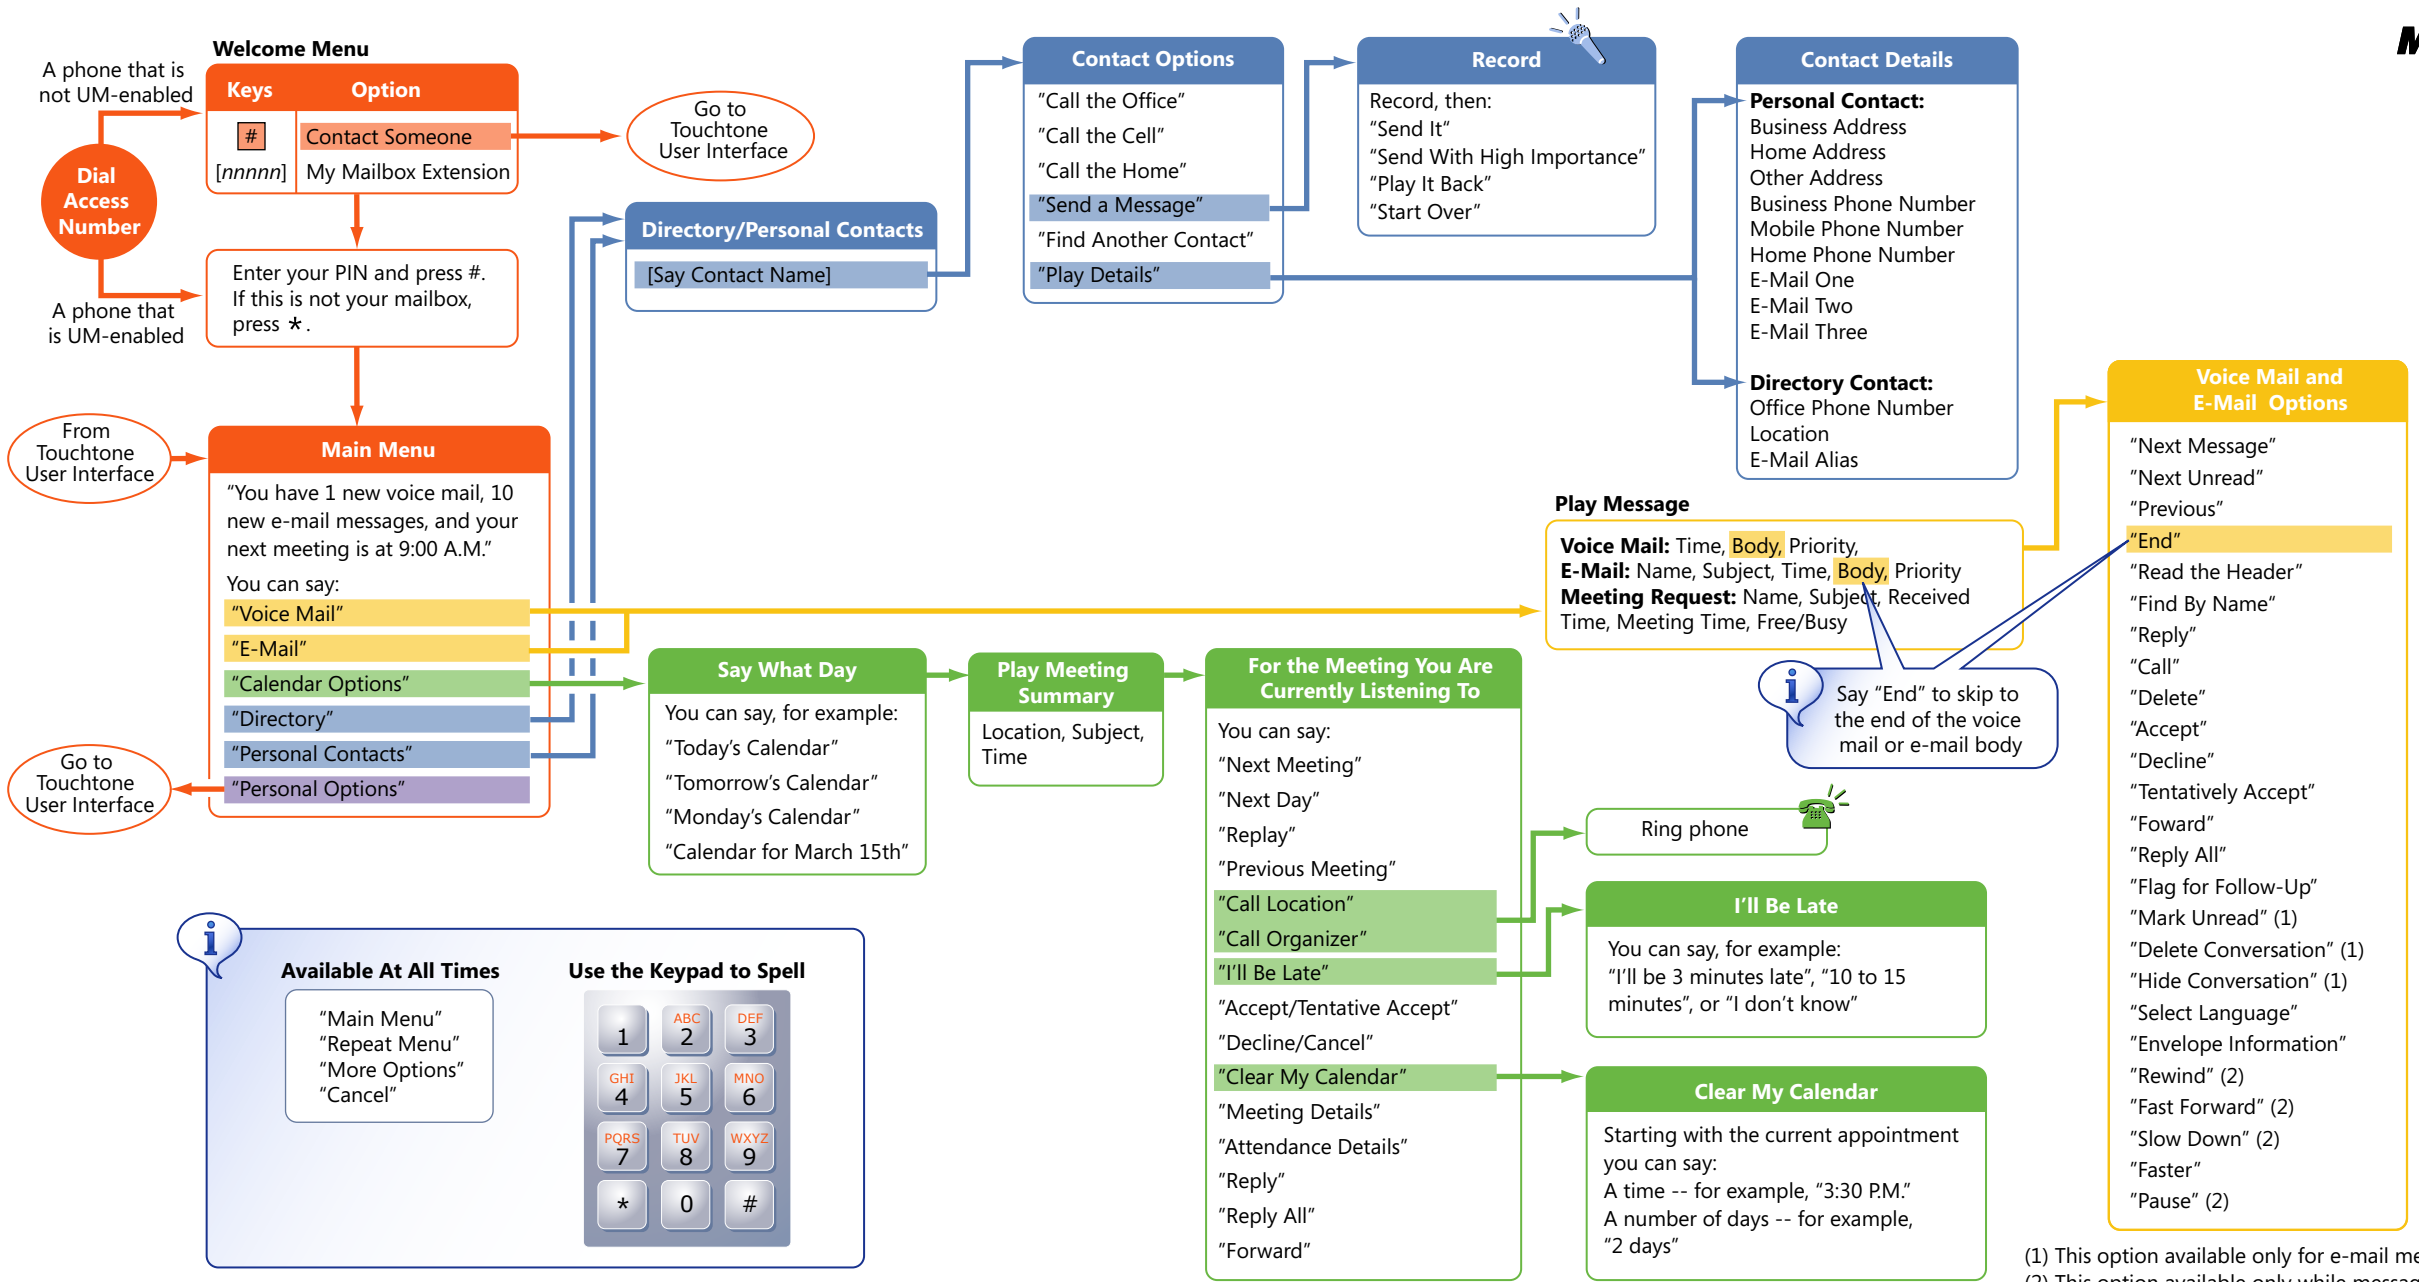 Welcome Menu
A phone that is
not UM-enabled
Keys
Option
#
Contact Someone
[nnnnn]
My Mailbox Extension
Go to
Touchtone
User Interface
Dial
Access
Number
A phone that
is UM-enabled
Enter your PIN and press #.
If this is not your mailbox,
press *.
From
Touchtone
User Interface
Main Menu
“You have 1 new voice mail, 10
new e-mail messages, and your
next meeting is at 9:00 A.M.”
You can say:
“Voice Mail”
“E-Mail”
“Calendar Options”
“Directory”
“Personal Contacts”
“Personal Options”
Go to
Touchtone
User Interface
Directory/Personal Contacts
[Say Contact Name]
Contact Options
“Call the Office”
“Call the Cell”
“Call the Home”
“Send a Message”
“Find Another Contact”
“Play Details”
Record
Record, then:
“Send It“
“Send With High Importance”
“Play It Back”
“Start Over”
Contact Details
Personal Contact:
Business Address
Home Address
Other Address
Business Phone Number
Mobile Phone Number
Home Phone Number
E-Mail One
E-Mail Two
E-Mail Three
Directory Contact:
Office Phone Number
Location
E-Mail Alias
Play Message
Voice Mail: Time, Body, Priority,
E-Mail: Name, Subject, Time, Body, Priority
Meeting Request: Name, Subject, Received
Time, Meeting Time, Free/Busy
Say “End” to skip to
the end of the voice
mail or e-mail body
Voice Mail and
E-Mail Options
“Next Message”
“Next Unread”
“Previous”
“End”
“Read the Header”
“Find By Name”
“Reply”
“Call”
“Delete”
“Accept”
“Decline”
“Tentatively Accept”
“Foward”
“Reply All”
“Flag for Follow-Up”
“Mark Unread” (1)
“Delete Conversation” (1)
“Hide Conversation” (1)
“Select Language”
“Envelope Information”
“Rewind” (2)
“Fast Forward” (2)
“Slow Down” (2)
“Faster”
“Pause” (2)
Say What Day
You can say, for example:
“Today’s Calendar”
“Tomorrow’s Calendar”
“Monday’s Calendar”
“Calendar for March 15th”
Play Meeting
Summary
Location, Subject,
Time
For the Meeting You Are
Currently Listening To
You can say:
“Next Meeting”
“Next Day”
“Replay”
“Previous Meeting”
“Call Location”
“Call Organizer”
“I’ll Be Late”
“Accept/Tentative Accept”
“Decline/Cancel”
“Clear My Calendar”
“Meeting Details”
“Attendance Details”
“Reply”
“Reply All”
“Forward”
Ring phone
I’ll Be Late
You can say, for example:
“I’ll be 3 minutes late”, “10 to 15
minutes”, or “I don’t know”
Clear My Calendar
Starting with the current appointment
you can say:
A time -- for example, “3:30 P.M.”
A number of days -- for example,
“2 days”
i
Available At All Times
“Main Menu”
“Repeat Menu”
“More Options”
“Cancel”
Use the Keypad to Spell
1
ABC 2
DEF 3
GHI 4
JKL 5
MNO 6
PQRS 7
TUV 8
WXYZ 9
*
0
#
i
(1) This option available only for e-mail
(2) This option available only while